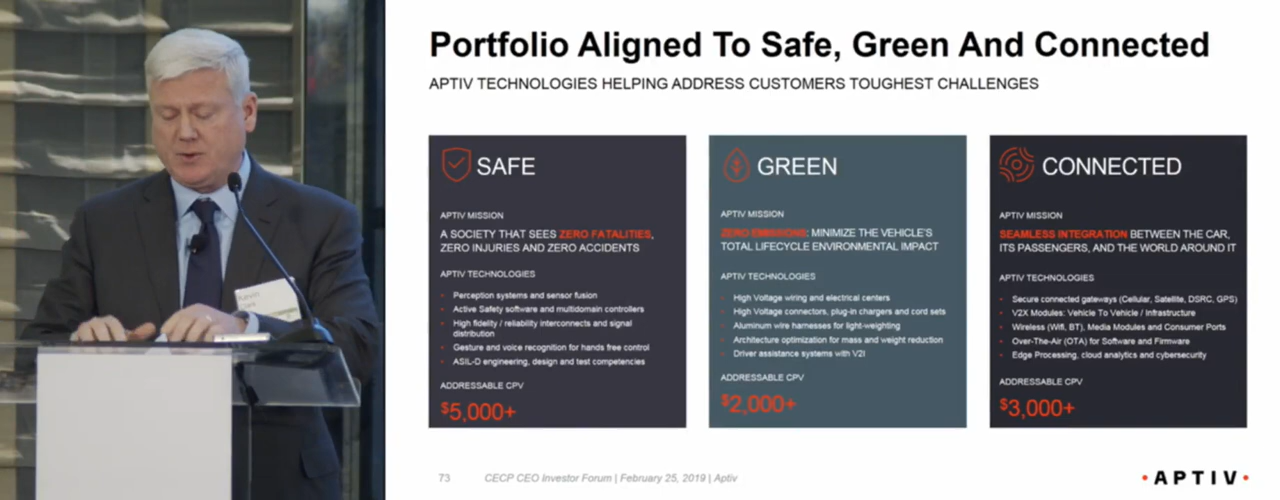 Kevin
Portfolio Aligned To Safe, Green And Connected
APTIV TECHNOLOGIES HELPING ADDRESS CUSTOMERS TOUGHEST CHALLENGES
SAFE
APTIV MISSION
A SOCIETY THAT SEES ZERO FATALITIES,
ZERO INJURIES AND ZERO ACCIDENTS
APTIV TECHNOLOGIES
Perception systems and sensor fusion
Active Safety software and multidomain controllers
High fidelity / reliability interconnects and signal
distribution
Gesture and voice recognition for hands free control
ASIL-D engineering, design and test competencies
ADDRESSABLE CPV
$5,000+
GREEN
APTIV MISSION
ZERO EMISSIONS: MINIMIZE THE VEHICLE'S
TOTAL LIFECYCLE ENVIRONMENTAL IMPACT
APTIV TECHNOLOGIES
High Voltage wiring and electrical centers
High Voltage connectors, plug-in chargers and cord sets
Aluminum wire harnesses for light-weighting
Architecture optimization for mass and weight reduction
Driver assistance systems with V2I
ADDRESSABLE CPV
$2,000+
CONNECTED
APTIV MISSION
SEAMLESS INTEGRATION BETWEEN THE CAR,
ITS PASSENGERS, AND THE WORLD AROUND IT
APTIV TECHNOLOGIES
Secure connected gateways (Cellular, Satellite, DSRC, GPS)
V2X Modules: Vehicle To Vehicle / Infrastructure
Wireless (Wifi, BT), Media Modules and Consumer Ports
Over-The-Air (OTA) for Software and Firmware
Edge Processing, cloud analytics and cybersecurity
ADDRESSABLE CPV
$3,000+
73 CECP CEO Investor Forum | February 25, 2019 | Aptiv
• APTIV •